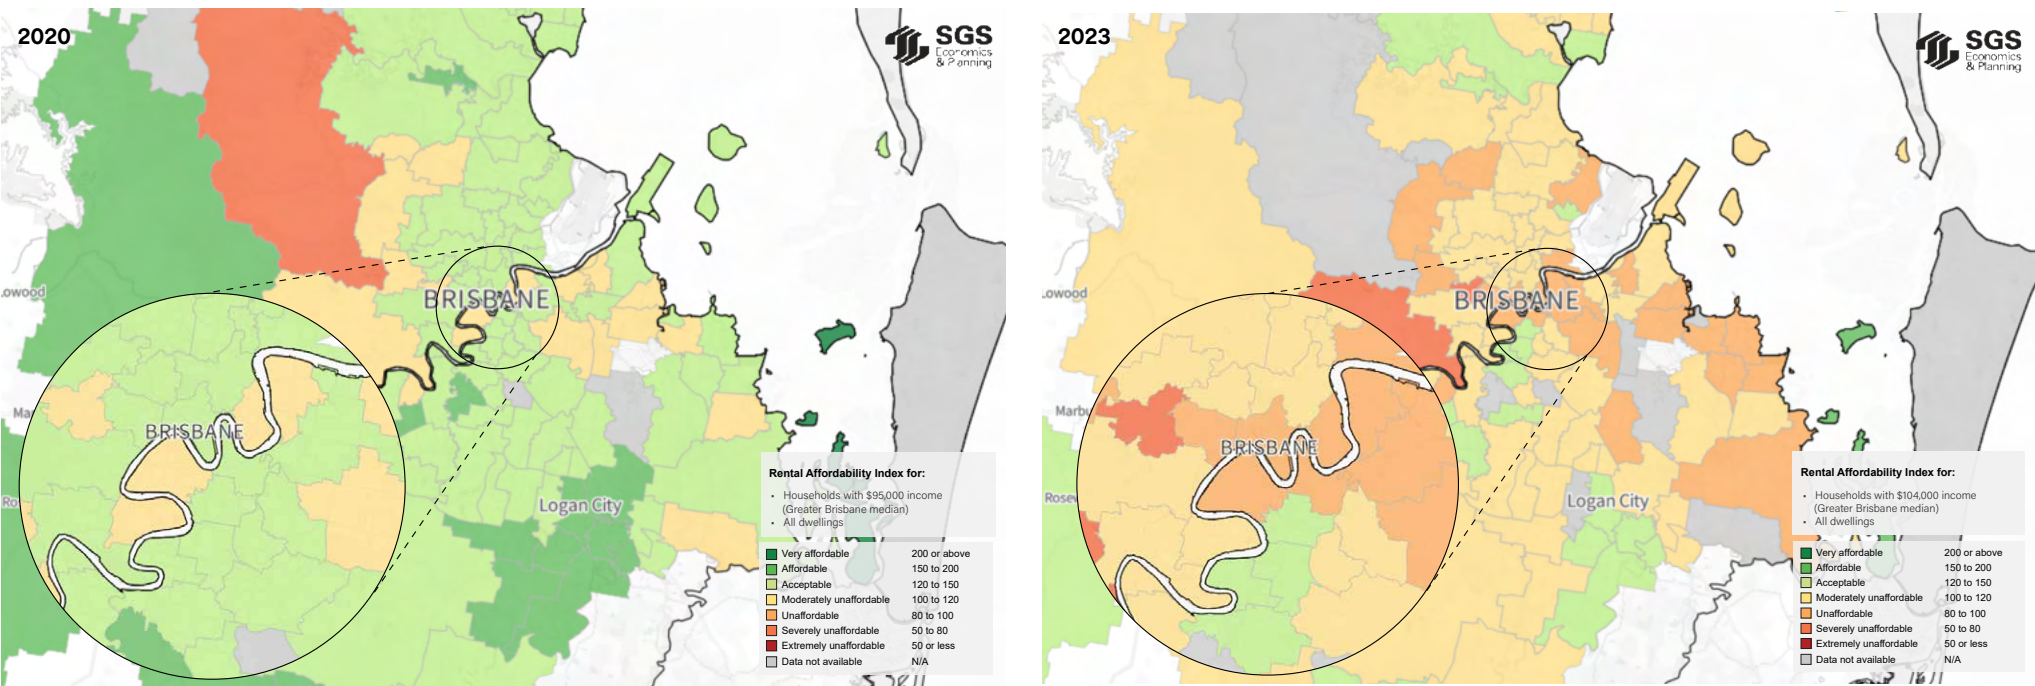 2020
SGS
Economics
& Planning
owood
BRISBANE
BRISBANE
Ma
Ro
Logan City
Rental Affordability Index for:
• Households with $95,000 income
(Greater Brisbane median)
• All dwellings
Very affordable 200 or above
Affordable 150 to 200
Acceptable 120 to 150
Moderately unaffordable 100 to 120
Unaffordable 80 to 100
Severely unaffordable 50 to 80
Extremely unaffordable 50 or less
Data not available N/A
2023
SGS
Economics
& Planning
owood
BRISBANE
Marbu
BRISBANE
Rosew
Logan City
Rental Affordability Index for:
• Households with $104,000 income
(Greater Brisbane median)
• All dwellings
Very affordable 200 or above
Affordable 150 to 200
Acceptable 120 to 150
Moderately unaffordable 100 to 120
Unaffordable 80 to 100
Severely unaffordable 50 to 80
Extremely unaffordable 50 or less
Data not available N/A